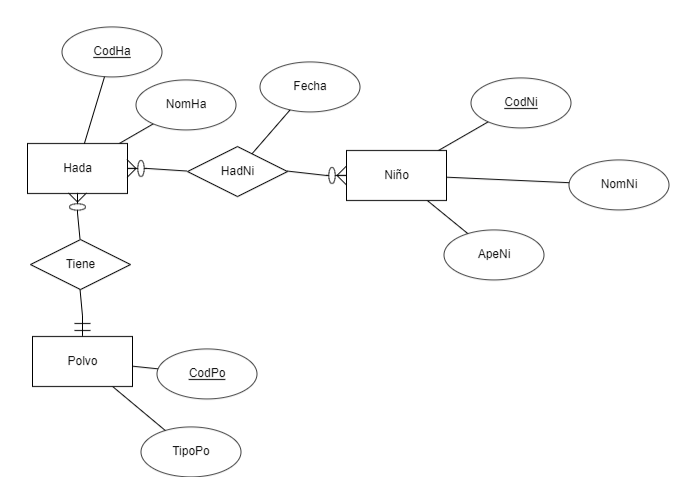 CodHa
Fecha
NomHa
CodNi
Hada
HadNi
Niño
NomNi
ApeNi
Tiene
Polvo
CodPo
TipoPo